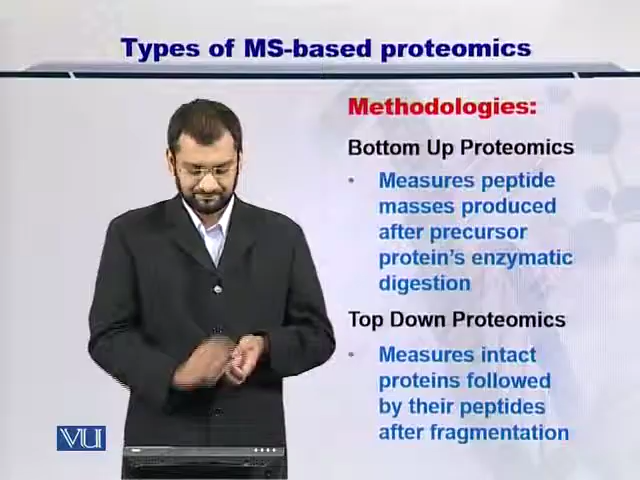 Types of MS-based proteomics
Methodologies:
Bottom Up Proteomics
• Measures peptide
masses produced
after precursor
protein's enzymatic
digestion
Top Down Proteomics
• Measures intact
proteins followed
by their peptides
after fragmentation
VU